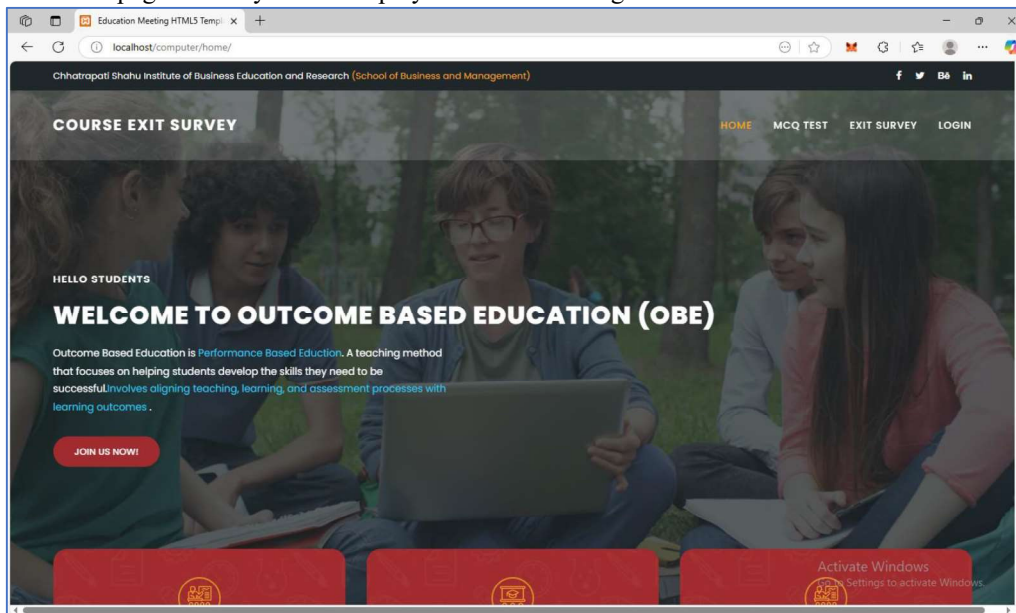 Education Meeting HTML5 Templ
localhost/computer/home/
Chhatrapati Shahu Institute of Business Education and Research (School of Business and Management)
f Bē in
COURSE EXIT SURVEY
HOME MCQ TEST EXIT SURVEY LOGIN
HELLO STUDENTS
WELCOME TO OUTCOME BASED EDUCATION (OBE)
Outcome Based Education is Performance Based Eduction. A teaching method
that focuses on helping students develop the skills they need to be
successful.Involves aligning teaching, learning, and assessment processes with
learning outcomes .
JOIN US NOW!
Activate Windows
Go to Settings to activate Windows.